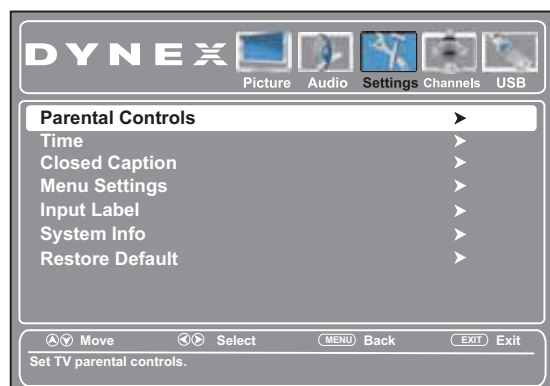 DYNEX
Picture Audio Settings Channels USB
Parental Controls
Time
Closed Caption
Menu Settings
Input Label
System Info
Restore Default
Move Select MENU Back EXIT Exit
Set TV parental controls.